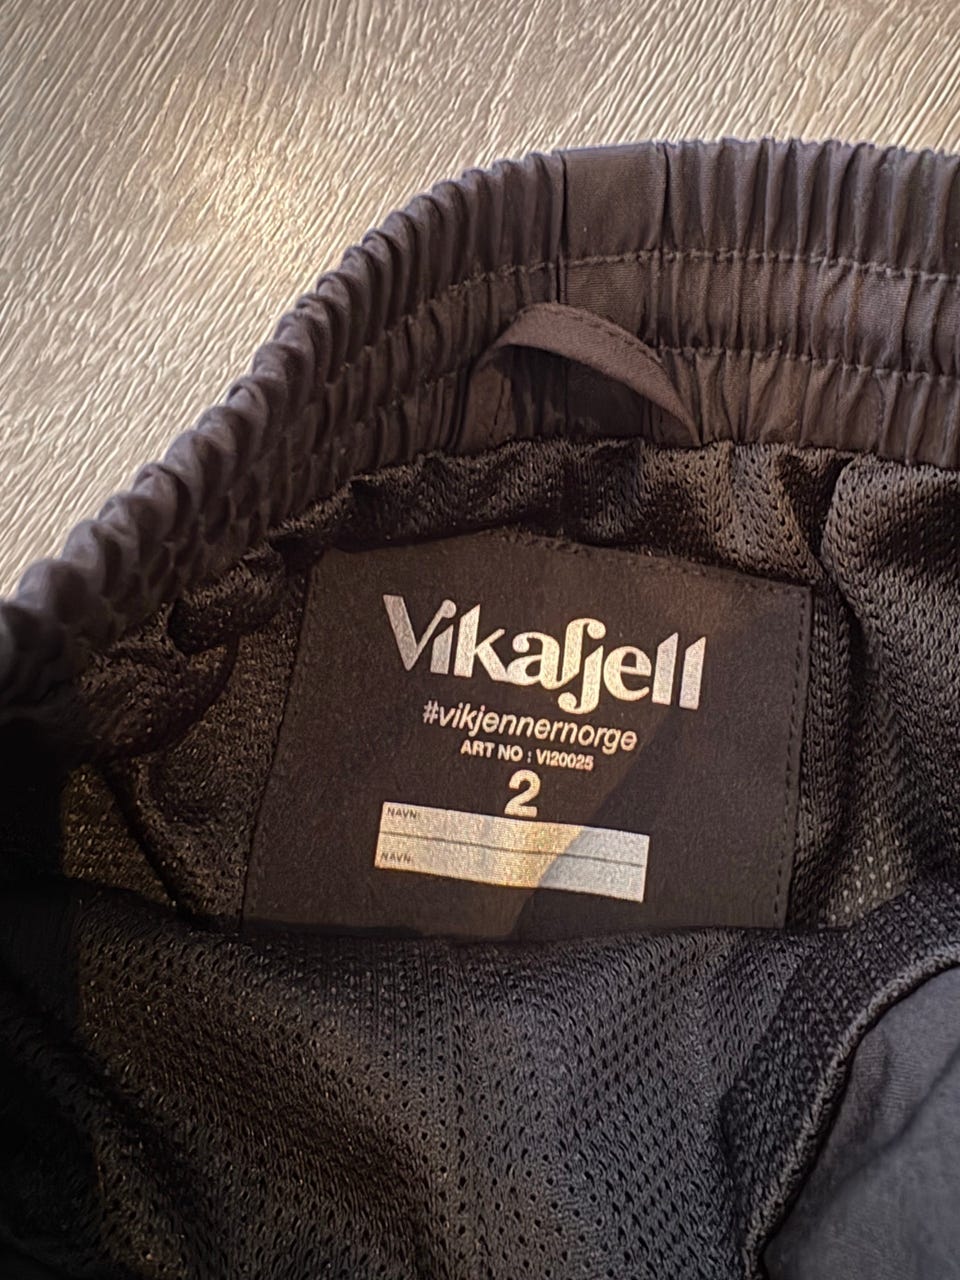 Vikafjell
#vikjennernorge
ART NO : VI20025
2
NAVN:
NAVN: